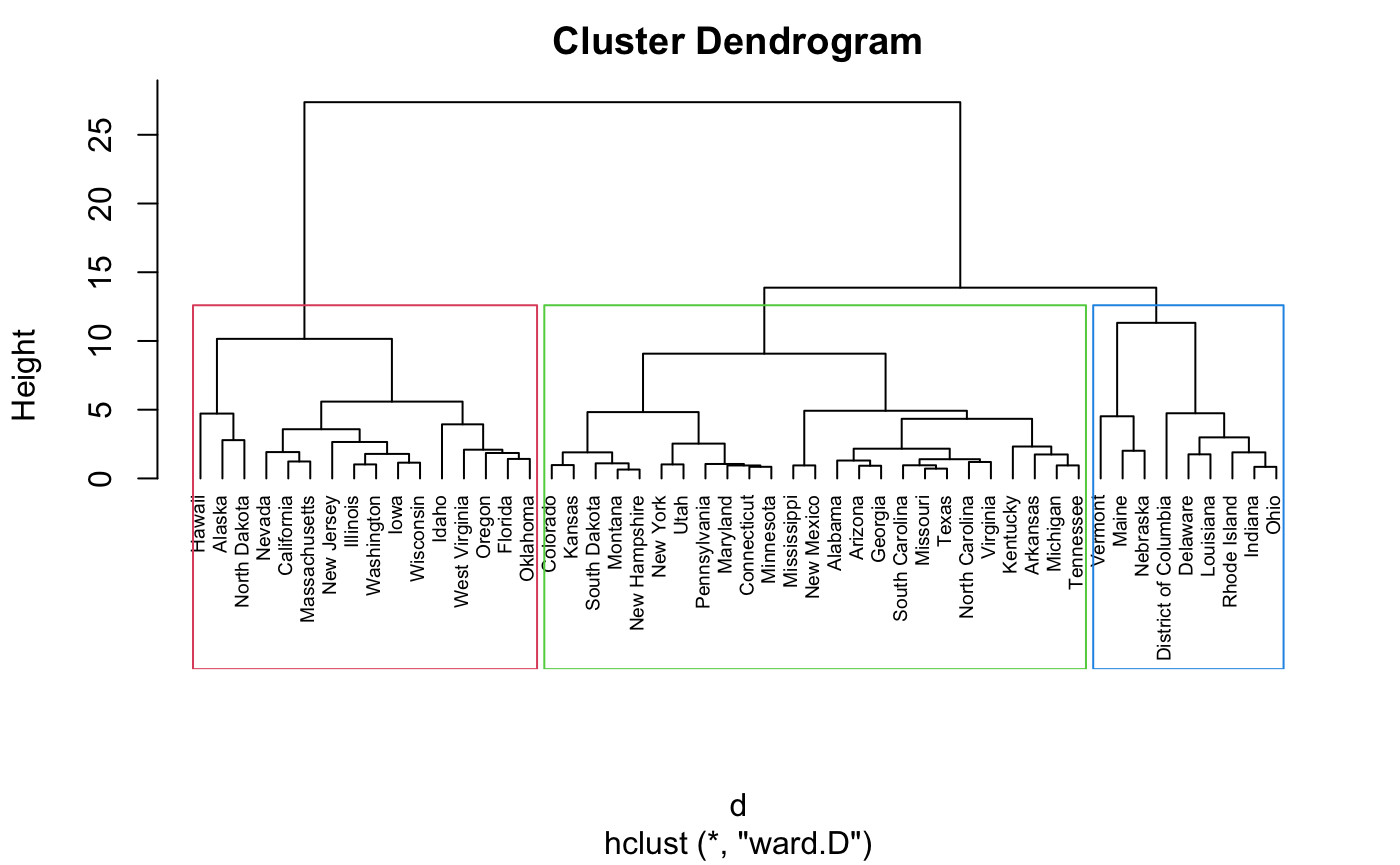 Cluster Dendrogram
Height
25
20
15
10
5
0
Hawaii
Alaska
North Dakota
Nevada
California
Massachusetts
New Jersey
Illinois
Washington
Iowa
Wisconsin
Idaho
West Virginia
Oregon
Florida
Oklahoma
Colorado
Kansas
South Dakota
Montana
New Hampshire
New York
Utah
Pennsylvania
Maryland
Connecticut
Minnesota
Mississippi
New Mexico
Alabama
Arizona
Georgia
South Carolina
Missouri
Texas
North Carolina
Virginia
Kentucky
Arkansas
Michigan
Tennessee
Vermont
Maine
Nebraska
District of Columbia
Delaware
Louisiana
Rhode Island
Indiana
Ohio
d
hclust (*, "ward.D")